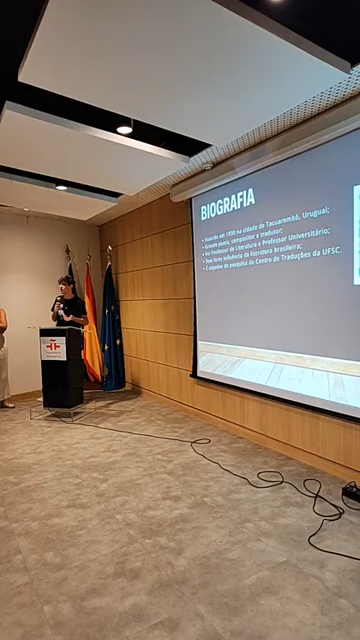 BIOGRAFIA
Nascido em 1930 na cidade de Tacuarembó, Uruguai;
Grande poeta, compositor e tradutor;
Foi Professor de Literatura e Professor Universitário;
Tem forte influência da literatura brasileira;
É objetivo de pesquisa do Centro de Traduções da UFSC.